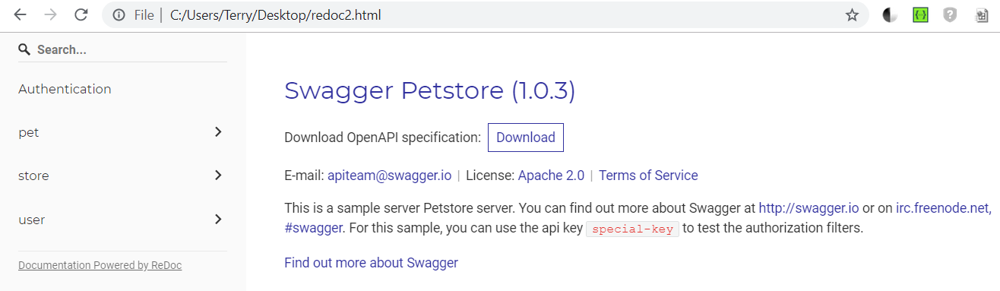 File | C:/Users/Terry/Desktop/redoc2.html
Search...
Authentication
pet
store
user
Documentation Powered by ReDoc
Swagger Petstore (1.0.3)
Download OpenAPI specification: Download
E-mail: apiteam@swagger.io | License: Apache 2.0 | Terms of Service
This is a sample server Petstore server. You can find out more about Swagger at http://swagger.io or on irc.freenode.net,
#swagger. For this sample, you can use the api key special-key to test the authorization filters.
Find out more about Swagger